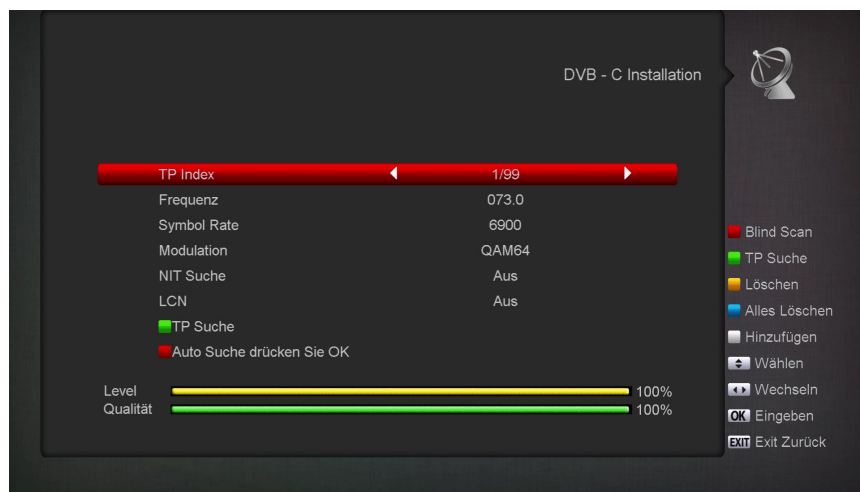 DVB - C Installation
TP Index 1/99
Frequenz 073.0
Symbol Rate 6900
Modulation QAM64
NIT Suche Aus
LCN Aus
TP Suche
Auto Suche drücken Sie OK
Level 100%
Qualität 100%
Blind Scan
TP Suche
Löschen
Alles Löschen
Hinzufügen
Wählen
Wechseln
OK Eingeben
EXIT Exit Zurück